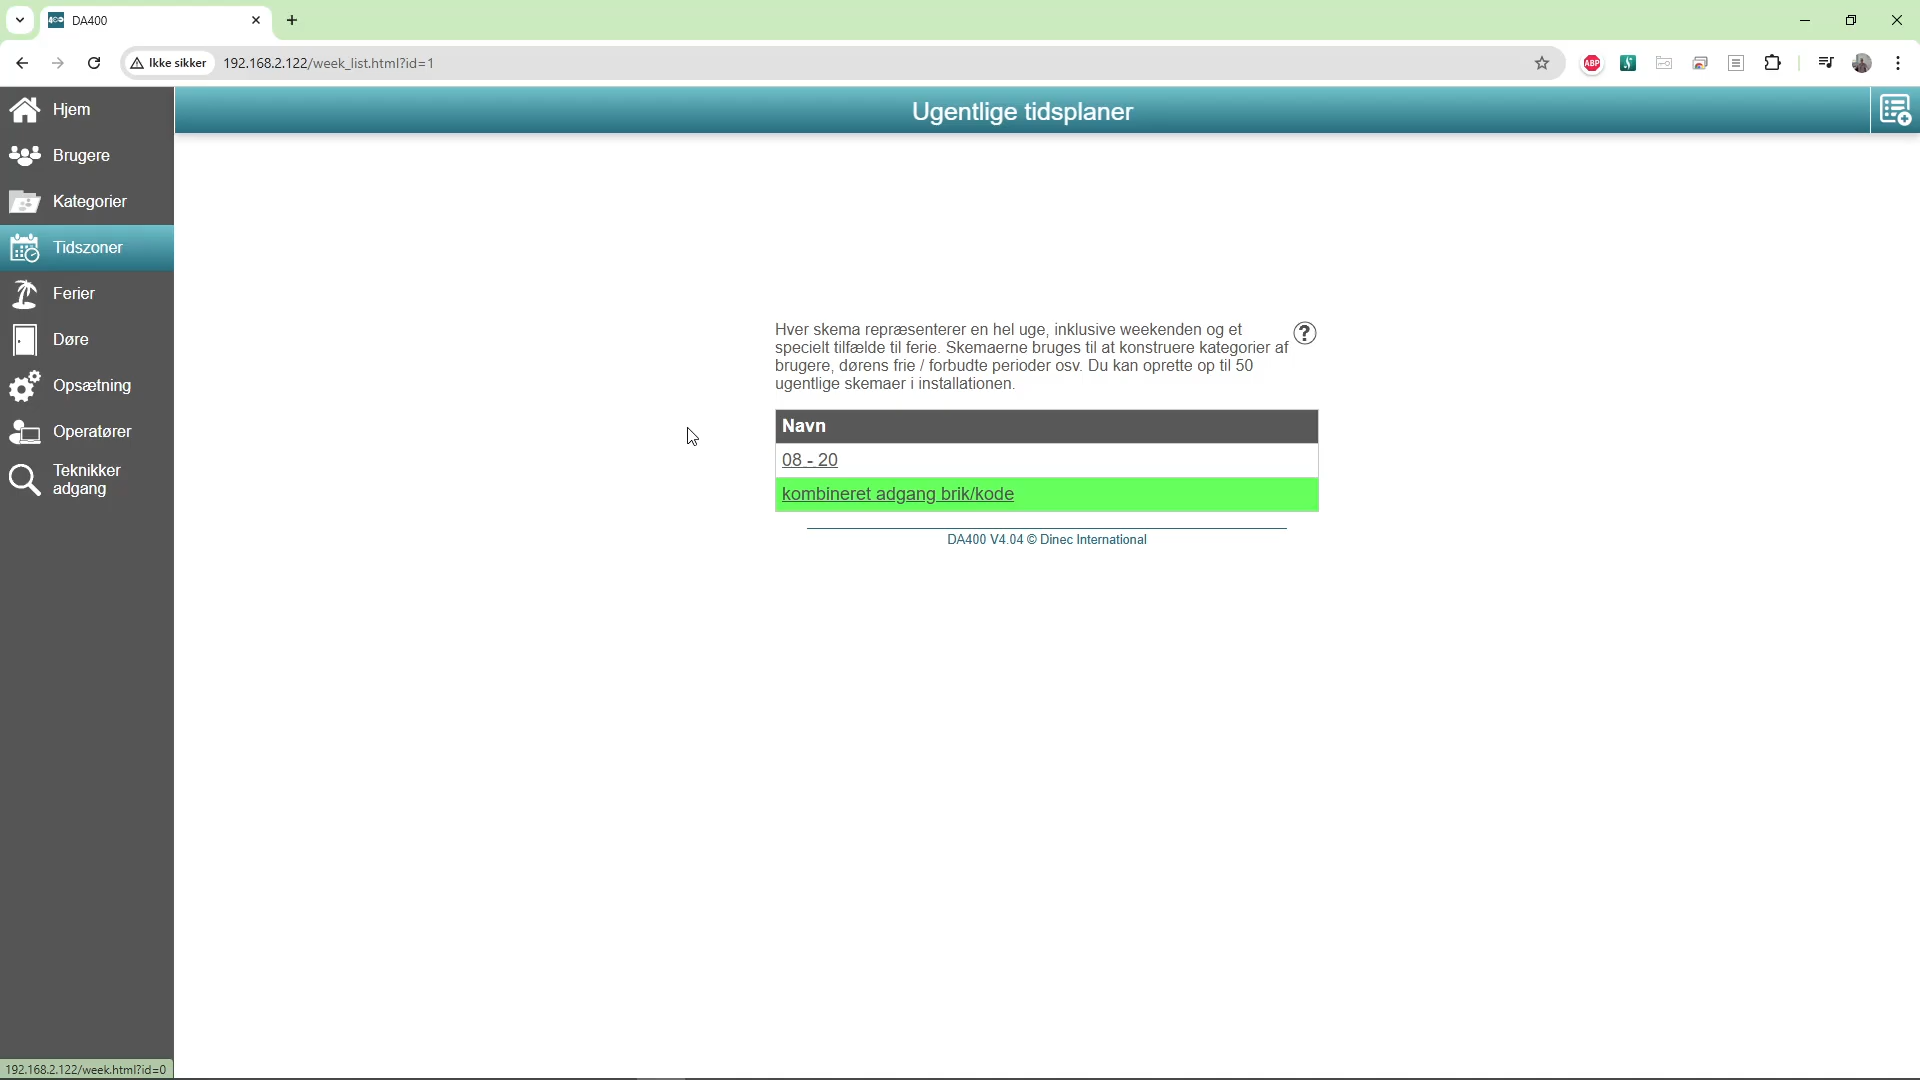 DA400
Ikke sikker
192.168.2.122/week_list.html?id=1
ABP
Hjem
Brugere
Kategorier
Tidszoner
Ferier
Døre
Opsætning
Operatører
Teknikker
adgang
Ugentlige tidsplaner
Hver skema repræsenterer en hel uge, inklusive weekenden og et
specielt tilfælde til ferie. Skemaerne bruges til at konstruere kategorier af
brugere, dørens frie / forbudte perioder osv. Du kan oprette op til 50
ugentlige skemaer i installationen.
?
Navn
08 - 20
kombineret adgang brik/kode
DA400 V4.04 © Dinec International
192.168.2.122/week.html?id=0